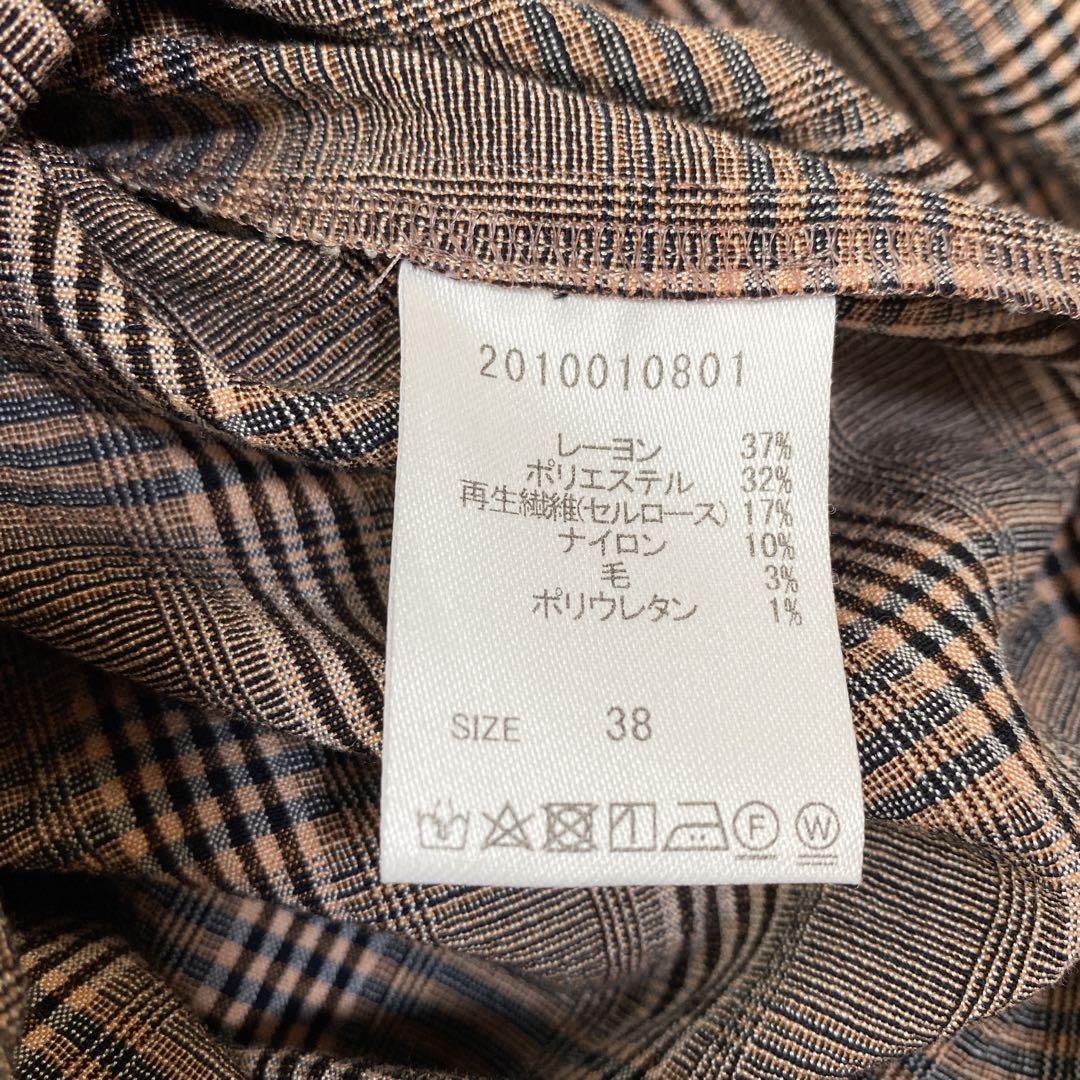 2010010801
レーヨン 37%
ポリエステル 32%
再生繊維(セルロース) 17%
ナイロン 10%
毛 3%
ポリウレタン 1%
SIZE 38
F W